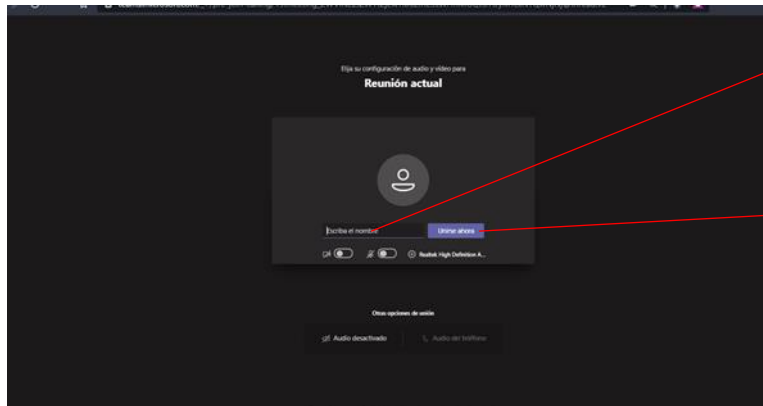 Elija su configuración de audio y vídeo para
Reunión actual
Escriba el nombre
Unirse ahora
Realtek High Definition A...
Otras opciones de unión
Audio desactivado
Audio del teléfono